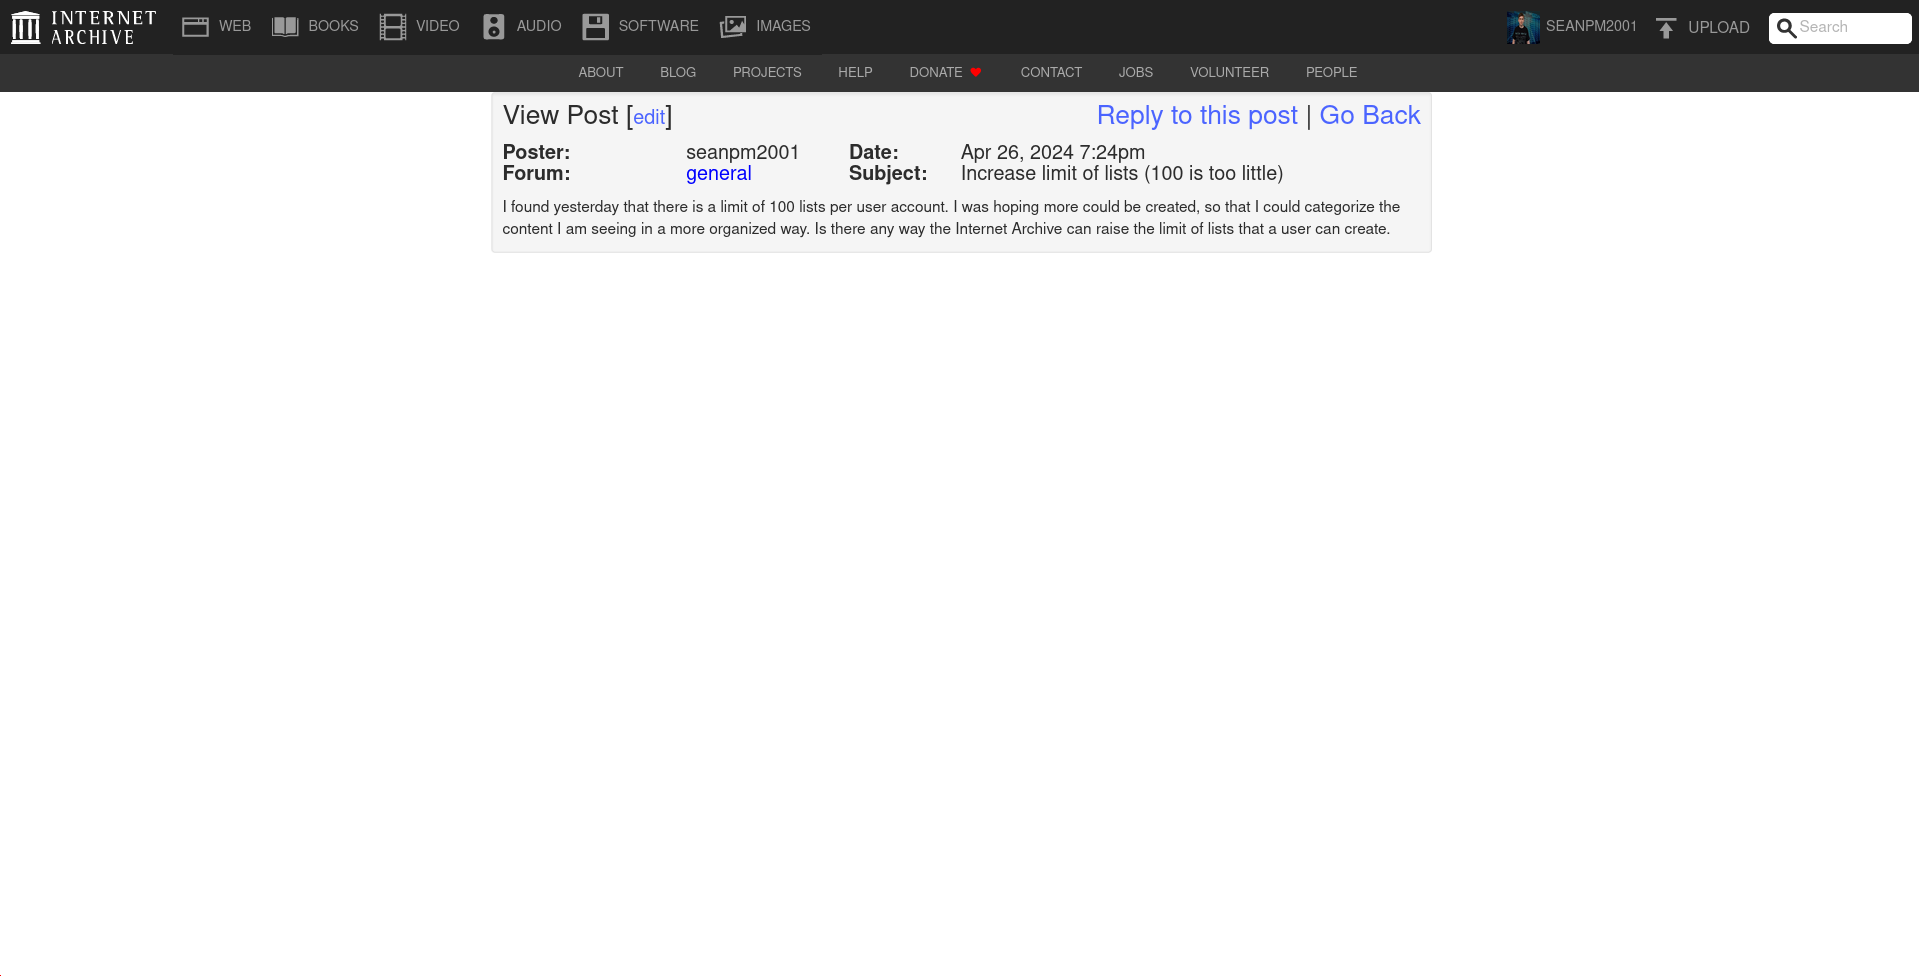 INTERNET
ARCHIVE
WEB BOOKS VIDEO AUDIO SOFTWARE IMAGES SEANPM2001 UPLOAD Search
ABOUT BLOG PROJECTS HELP DONATE CONTACT JOBS VOLUNTEER PEOPLE
View Post [edit] Reply to this post | Go Back
Poster: seanpm2001 Date: Apr 26, 2024 7:24pm
Forum: general Subject: Increase limit of lists (100 is too little)
I found yesterday that there is a limit of 100 lists per user account. I was hoping more could be created, so that I could categorize the
content I am seeing in a more organized way. Is there any way the Internet Archive can raise the limit of lists that a user can create.